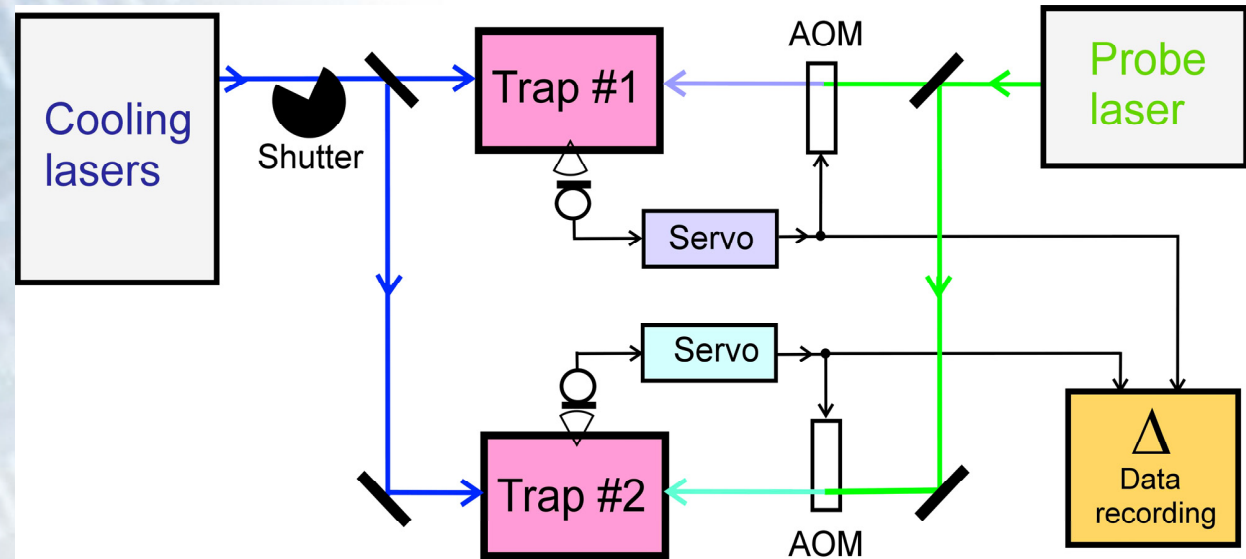 Cooling
lasers
Shutter
Trap #1
AOM
Probe
laser
Servo
Servo
Trap #2
AOM
Δ
Data
recording